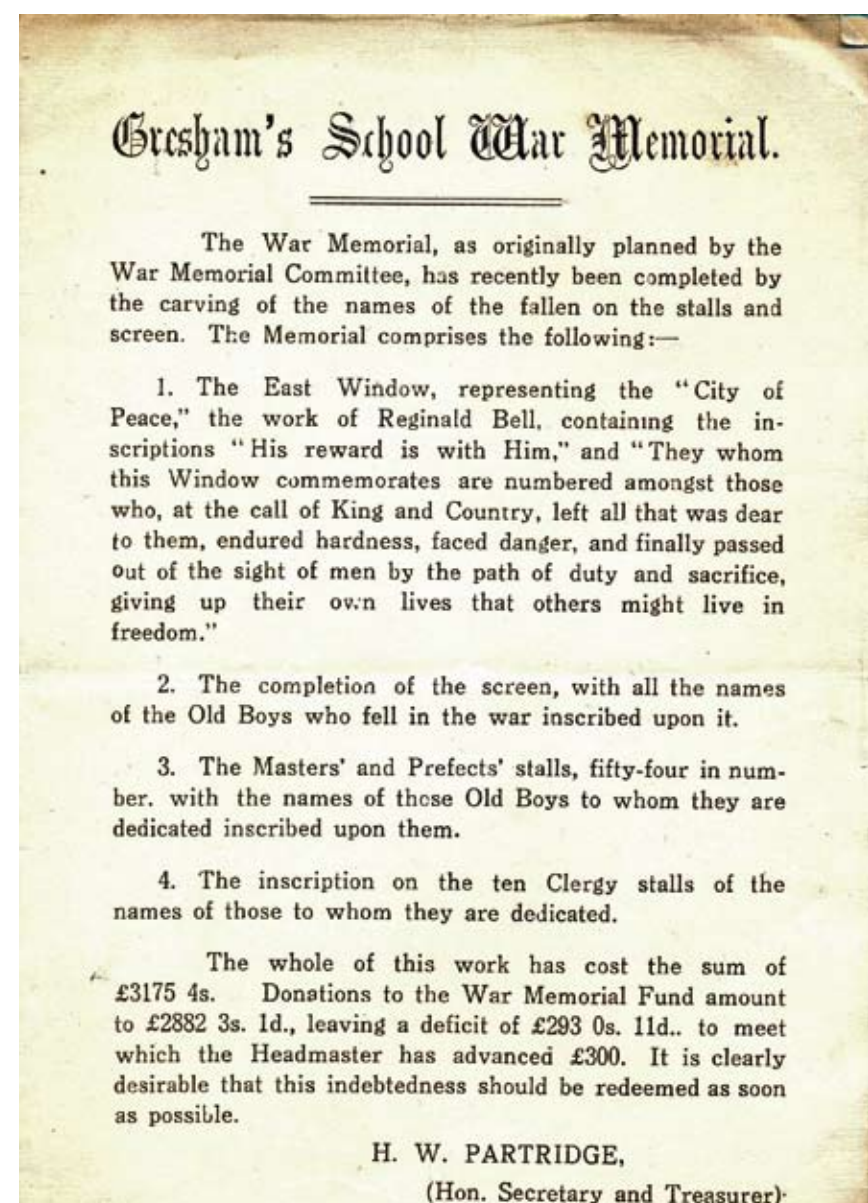 Gresham's School War Memorial.
The War Memorial, as originally planned by the
War Memorial Committee, has recently been completed by
the carving of the names of the fallen on the stalls and
screen. The Memorial comprises the following:—
1. The East Window, representing the "City of
Peace," the work of Reginald Bell, containing the in-
scriptions "His reward is with Him," and "They whom
this Window commemorates are numbered amongst those
who, at the call of King and Country, left all that was dear
to them, endured hardness, faced danger, and finally passed
out of the sight of men by the path of duty and sacrifice,
giving up their own lives that others might live in
freedom."
2. The completion of the screen, with all the names
of the Old Boys who fell in the war inscribed upon it.
3. The Masters' and Prefects' stalls, fifty-four in num-
ber. with the names of those Old Boys to whom they are
dedicated inscribed upon them.
4. The inscription on the ten Clergy stalls of the
names of those to whom they are dedicated.
The whole of this work has cost the sum of
£3175 4s. Donations to the War Memorial Fund amount
to £2882 3s. 1d., leaving a deficit of £293 0s. 11d.. to meet
which the Headmaster has advanced £300. It is clearly
desirable that this indebtedness should be redeemed as soon
as possible.
H. W. PARTRIDGE,
(Hon. Secretary and Treasurer)